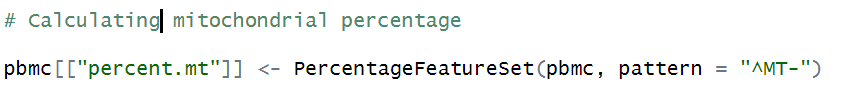 # Calculating mitochondrial percentage
pbmc[["percent.mt"]] <- PercentageFeatureSet(pbmc, pattern = "^MT-")